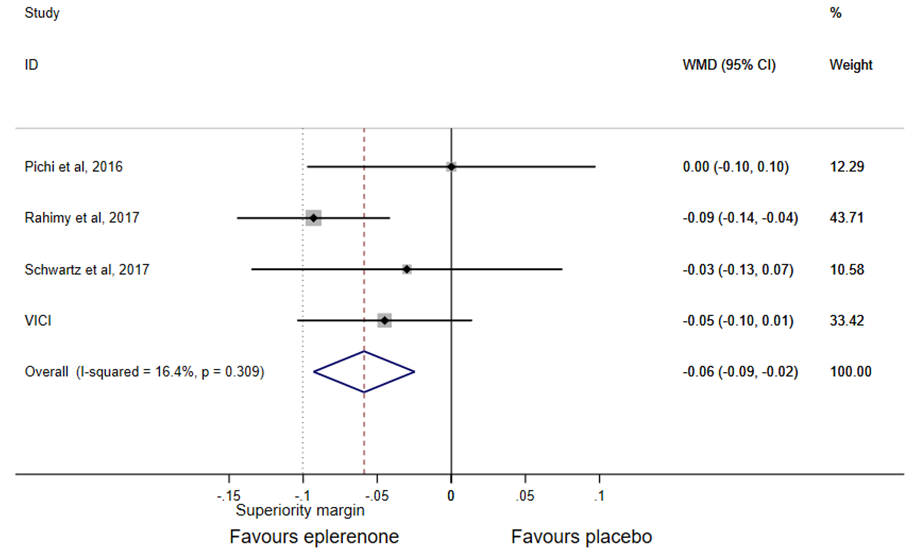 Study %
ID WMD (95% CI) Weight
Pichi et al, 2016 0.00 (-0.10, 0.10) 12.29
Rahimy et al, 2017 -0.09 (-0.14, -0.04) 43.71
Schwartz et al, 2017 -0.03 (-0.13, 0.07) 10.58
VICI -0.05 (-0.10, 0.01) 33.42
Overall (I-squared = 16.4%, p = 0.309) -0.06 (-0.09, -0.02) 100.00
-.15 -.1 -.05 0 .05 .1
Superiority margin
Favours eplerenone Favours placebo